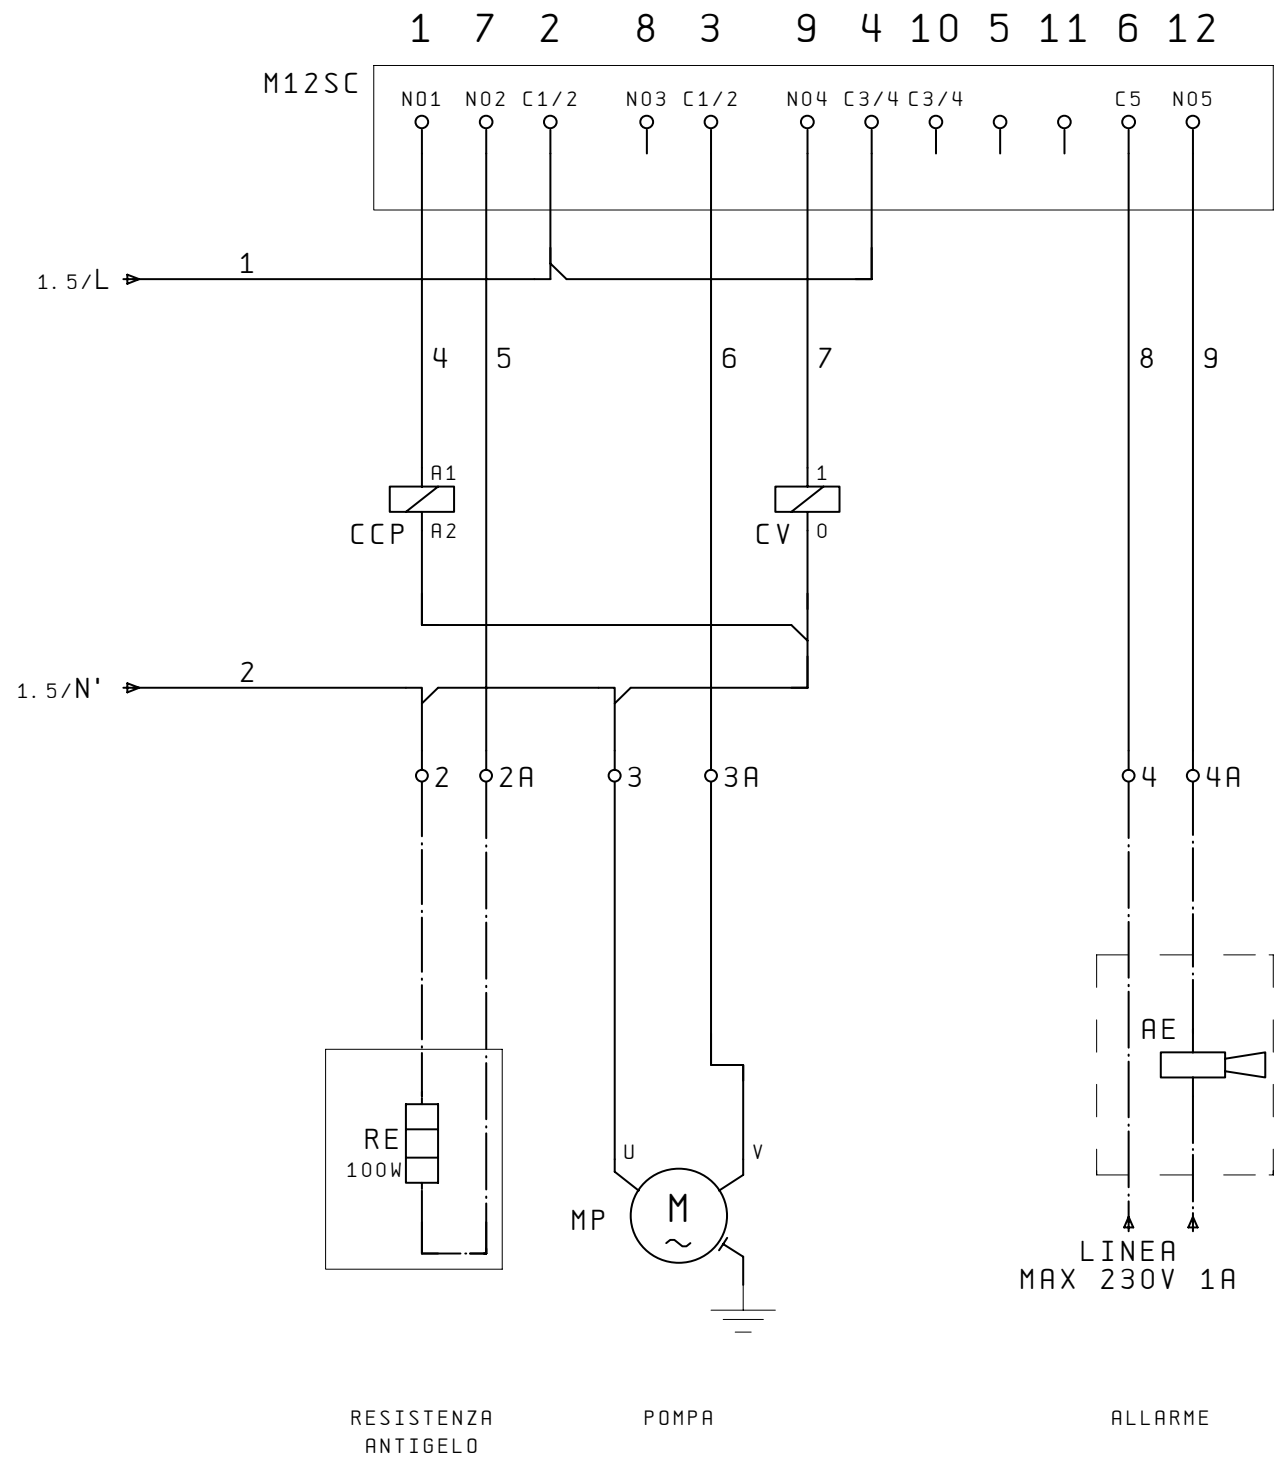 1 7 2 8 3 9 4 10 5 11 6 12
M12SC
NO1 NO2 C1/2 NO3 C1/2 NO4 C3/4 C3/4 C5 NO5
1
1.5/L
4 5 6 7 8 9
A1 1
CCP A2 CV 0
2
1.5/N'
2 2A 3 3A 4 4A
AE
RE U V
100W
MP M
LINEA
MAX 230V 1A
RESISTENZA POMPA ALLARME
ANTIGELO